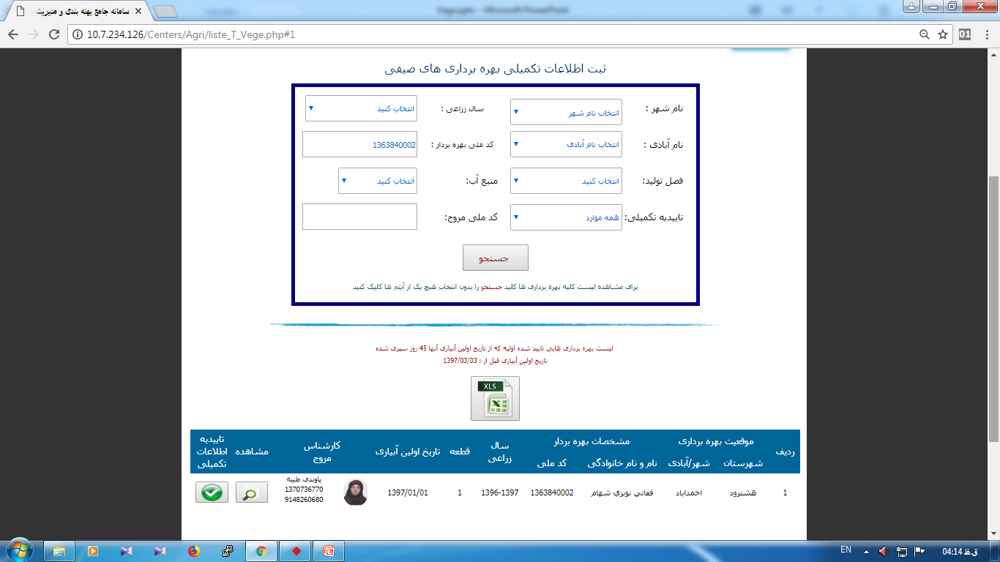 سامانه جامع پهنه بندی و مدیریت
10.7.234.126/Centers/Agri/liste_T_Vege.php#1
01
ثبت اطلاعات تکمیلی بهره برداری های صیفی
نام شهر : انتخاب نام شهر سال زراعی : انتخاب کنید
نام آبادی : انتخاب نام آبادی کد ملی بهره بردار : 1363840002
فصل تولید: انتخاب کنید منبع آب: انتخاب کنید
تاییدیه تکمیلی: همه موارد کد ملی مروج:
جستجو
برای مشاهده لیست کلیه بهره برداری ها کلید جستجو را بدون انتخاب هیچ یک از آیتم ها کلیک کنید
لیست بهره برداری هایی تایید شده اولیه که از تاریخ اولین آبیاری آنها 45 روز سپری شده
تاریخ اولین آبیاری قبل از : 1397/03/03
XLS
ردیف موقعیت بهره برداری مشخصات بهره بردار سال زراعی قطعه تاریخ اولین آبیاری کارشناس مروج مشاهده تاییدیه اطلاعات تکمیلی
شهرستان شهر/آبادی نام و نام خانوادگی کد ملی
1 هشترود احمداباد فغاني نوبري شهام 1363840002 1396-1397 1 1397/01/01 پاوندی طیبه
1370736770
9148260680
EN 04:14 ق.ظ